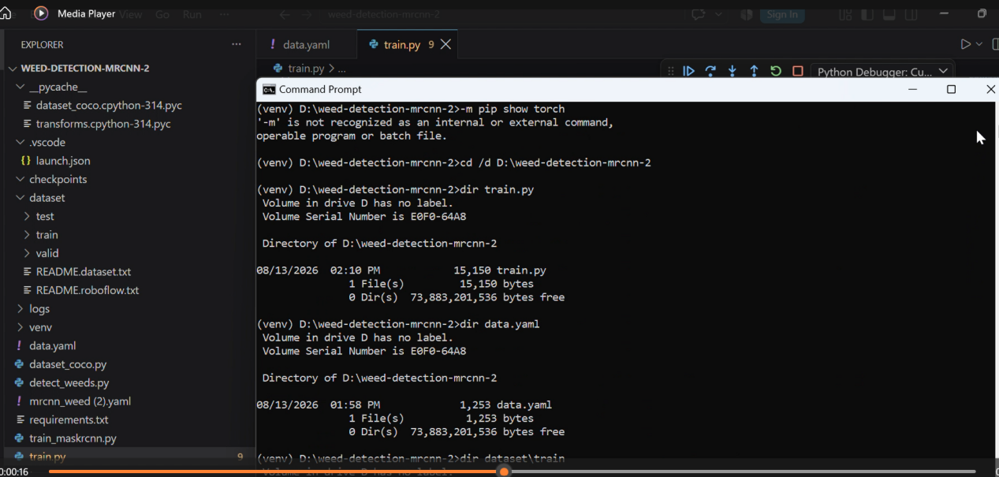 Media Player
View Go Run ...
weed-detection-mrcnn-2
Sign In
EXPLORER
...
WEED-DETECTION-MRCNN-2
__pycache__
dataset_coco.cpython-314.pyc
transforms.cpython-314.pyc
.vscode
{} launch.json
checkpoints
dataset
test
train
valid
README.dataset.txt
README.roboflow.txt
logs
venv
! data.yaml
dataset_coco.py
detect_weeds.py
! mrcnn_weed (2).yaml
requirements.txt
train_maskrcnn.py
train.py 9
! data.yaml
train.py 9
train.py > ...
Python Debugger: Cu...
Command Prompt
(venv) D:\weed-detection-mrcnn-2>-m pip show torch
'-m' is not recognized as an internal or external command,
operable program or batch file.
(venv) D:\weed-detection-mrcnn-2>cd /d D:\weed-detection-mrcnn-2
(venv) D:\weed-detection-mrcnn-2>dir train.py
Volume in drive D has no label.
Volume Serial Number is E0F0-64A8
Directory of D:\weed-detection-mrcnn-2
08/13/2026 02:10 PM 15,150 train.py
1 File(s) 15,150 bytes
0 Dir(s) 73,883,201,536 bytes free
(venv) D:\weed-detection-mrcnn-2>dir data.yaml
Volume in drive D has no label.
Volume Serial Number is E0F0-64A8
Directory of D:\weed-detection-mrcnn-2
08/13/2026 01:58 PM 1,253 data.yaml
1 File(s) 1,253 bytes
0 Dir(s) 73,883,201,536 bytes free
(venv) D:\weed-detection-mrcnn-2>dir dataset\train
Volume in drive D has no label.
0:00:16